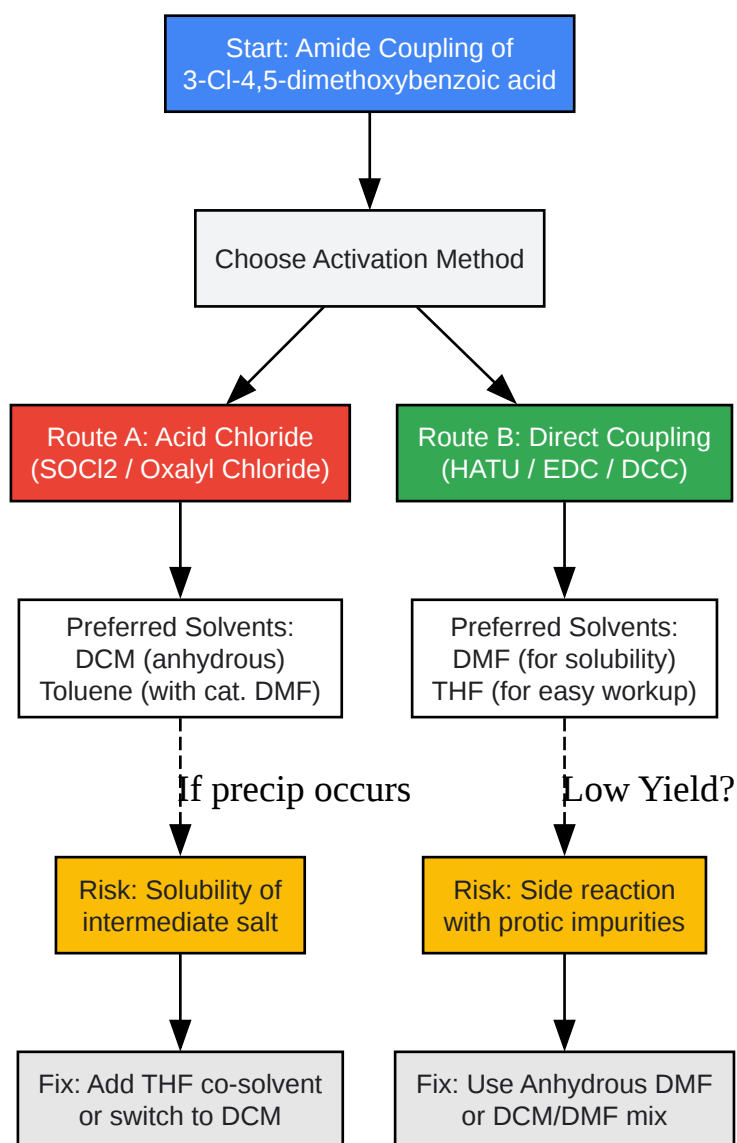 Start: Amide Coupling of
3-Cl-4,5-dimethoxybenzoic acid
Choose Activation Method
Route A: Acid Chloride
(SOCl2 / Oxalyl Chloride)
Route B: Direct Coupling
(HATU / EDC / DCC)
Preferred Solvents:
DCM (anhydrous)
Toluene (with cat. DMF)
Preferred Solvents:
DMF (for solubility)
THF (for easy workup)
If precip occurs
Low Yield?
Risk: Solubility of
intermediate salt
Risk: Side reaction
with protic impurities
Fix: Add THF co-solvent
or switch to DCM
Fix: Use Anhydrous DMF
or DCM/DMF mix